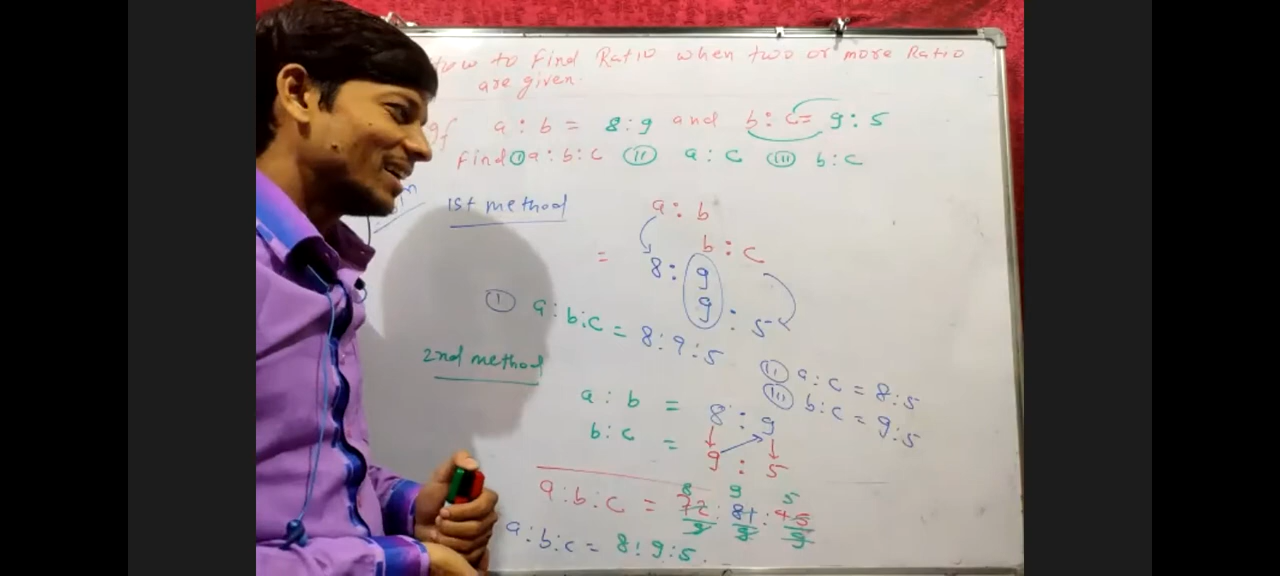 How to Find Ratio when two or more Ratio
are given.
If a : b = 8 : 9 and b : c = 9 : 5
Find (i) a : b : c (ii) a : c (iii) b : c
1st method
a : b
b : c
= 8 : 9
9 : 5
(i) a : b : c = 8 : 9 : 5
2nd method
(ii) a : c = 8 : 5
(iii) b : c = 9 : 5
a : b = 8 : 9
b : c = 9 : 5
8 9 5
a : b : c = 72 : 81 : 45
9 9 9
a : b : c = 8 : 9 : 5.